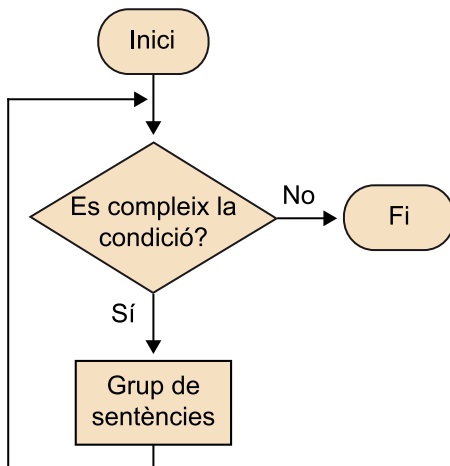 Inici
Es compleix la
condició?
No
Fi
Sí
Grup de
sentències